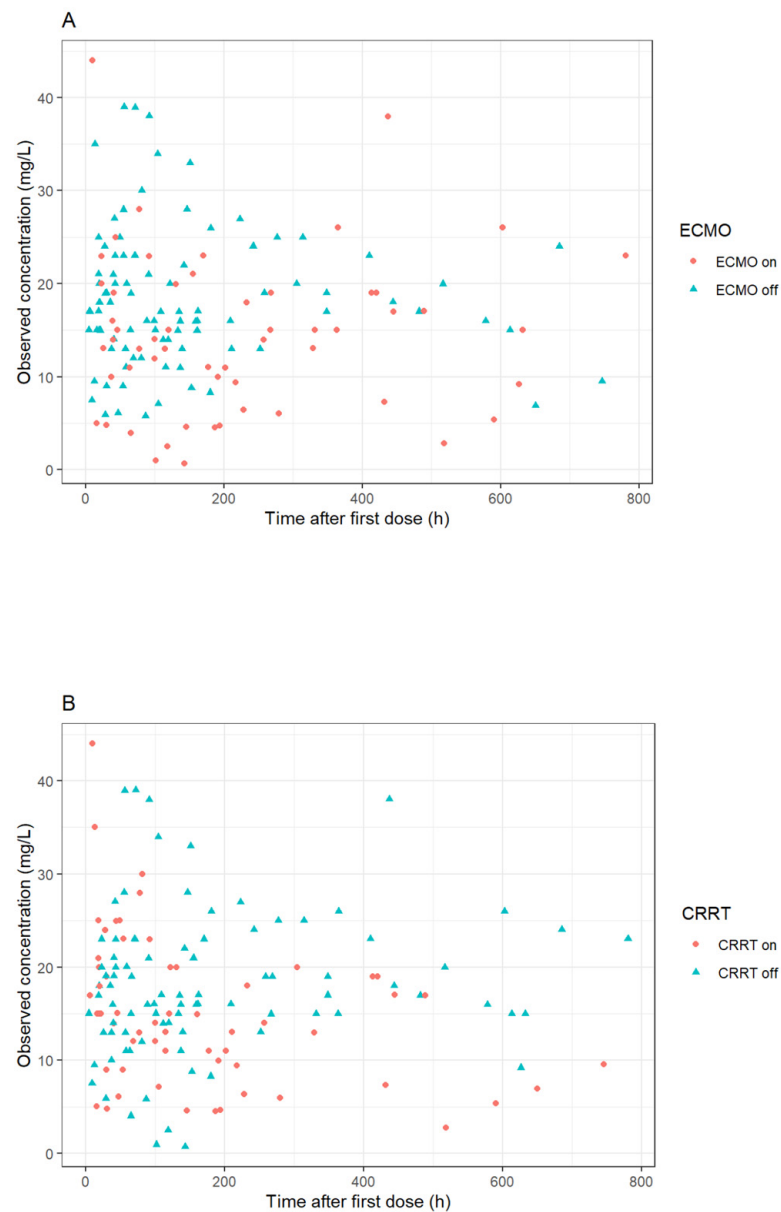 A
Observed concentration (mg/L)
40
30
20
10
0
0 200 400 600 800
Time after first dose (h)
ECMO
ECMO on
ECMO off
B
Observed concentration (mg/L)
40
30
20
10
0
0 200 400 600 800
Time after first dose (h)
CRRT
CRRT on
CRRT off